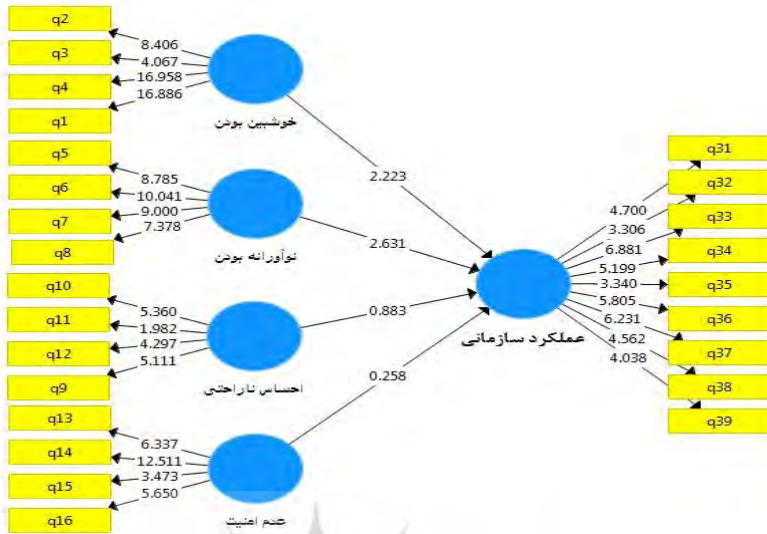 q2
8.406
q3
4.067
q4
16.958
q1
16.886
خوشبین بودن
q5
8.785
q6
10.041
q7
9.000
q8
7.378
نوآورانه بودن
q10
5.360
q11
1.982
q12
4.297
q9
5.111
احساس ناراحتی
q13
6.337
q14
12.511
q15
3.473
q16
5.650
عدم امنیت
2.223
2.631
0.883
0.258
عملکرد سازمانی
q31
4.700
q32
3.306
q33
6.881
q34
5.199
q35
3.340
q36
5.805
q37
6.231
q38
4.562
q39
4.038